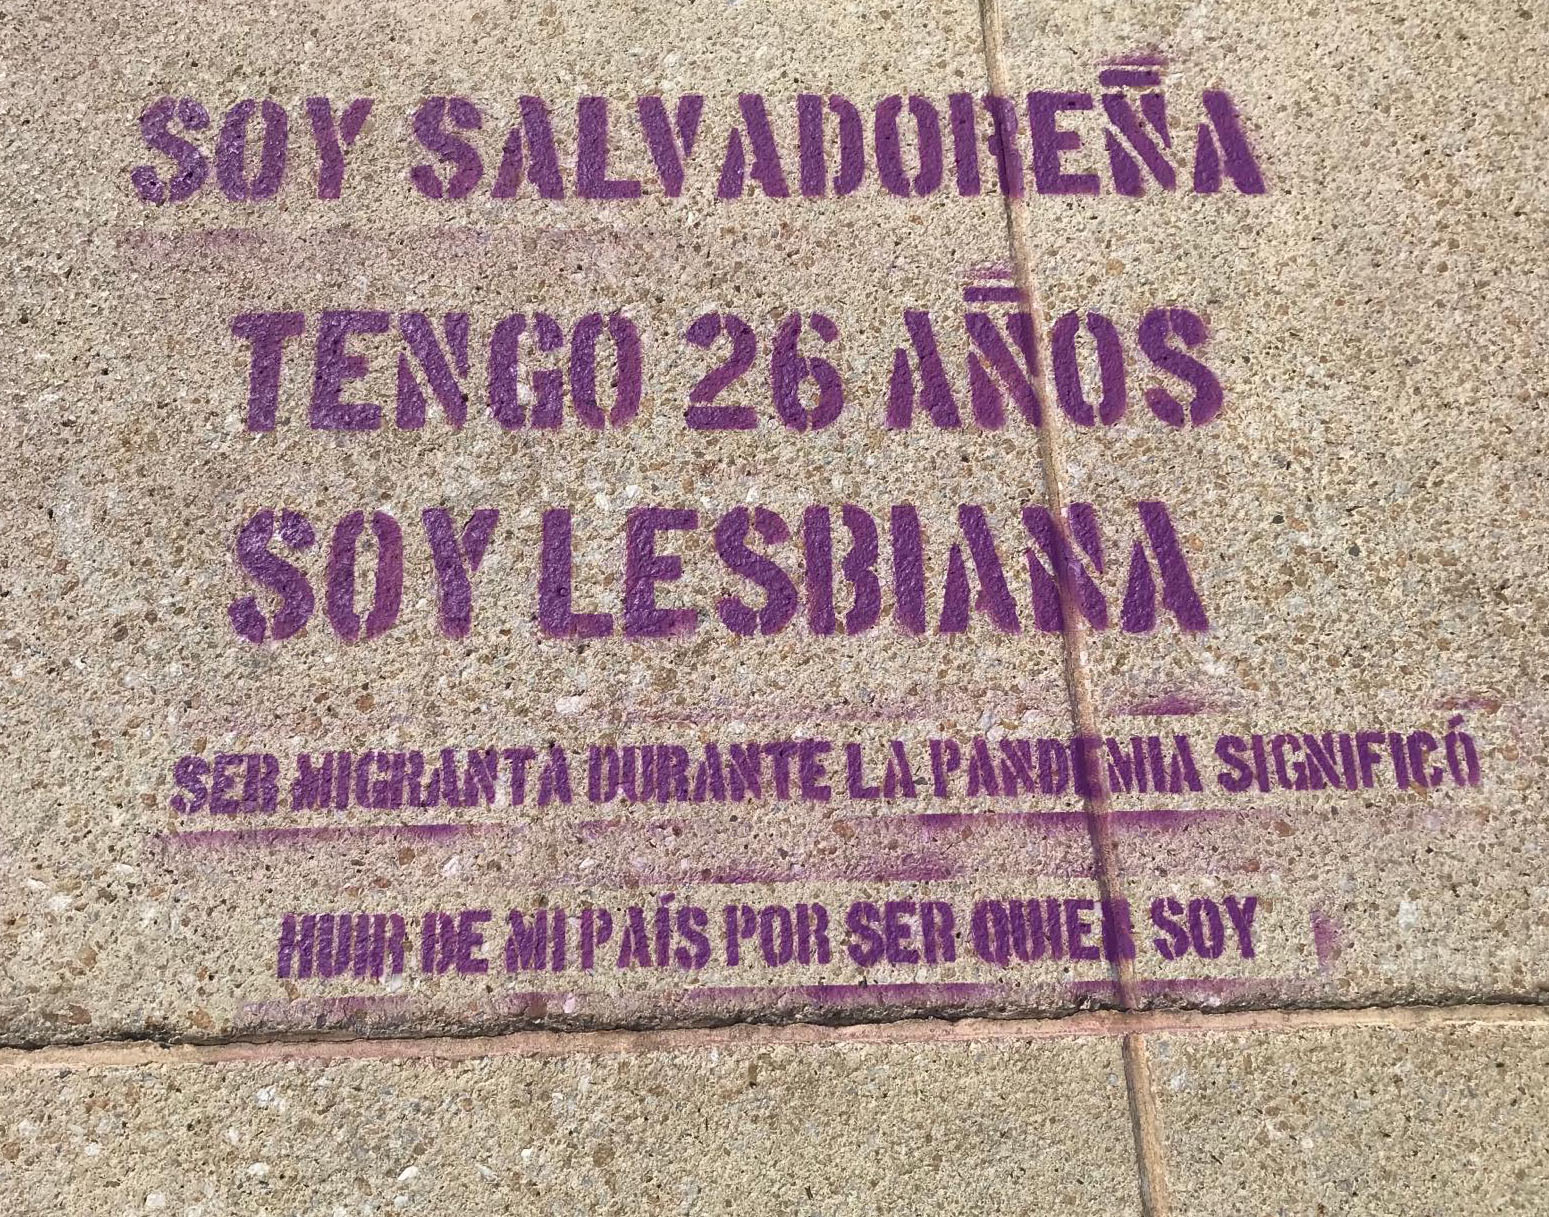 SOY SALVADOREÑA
TENGO 26 AÑOS
SOY LESBIANA
SER MIGRANTA DURANTE LA PANDEMIA SIGNIFICÓ
HUIR DE MI PAÍS POR SER QUIEN SOY